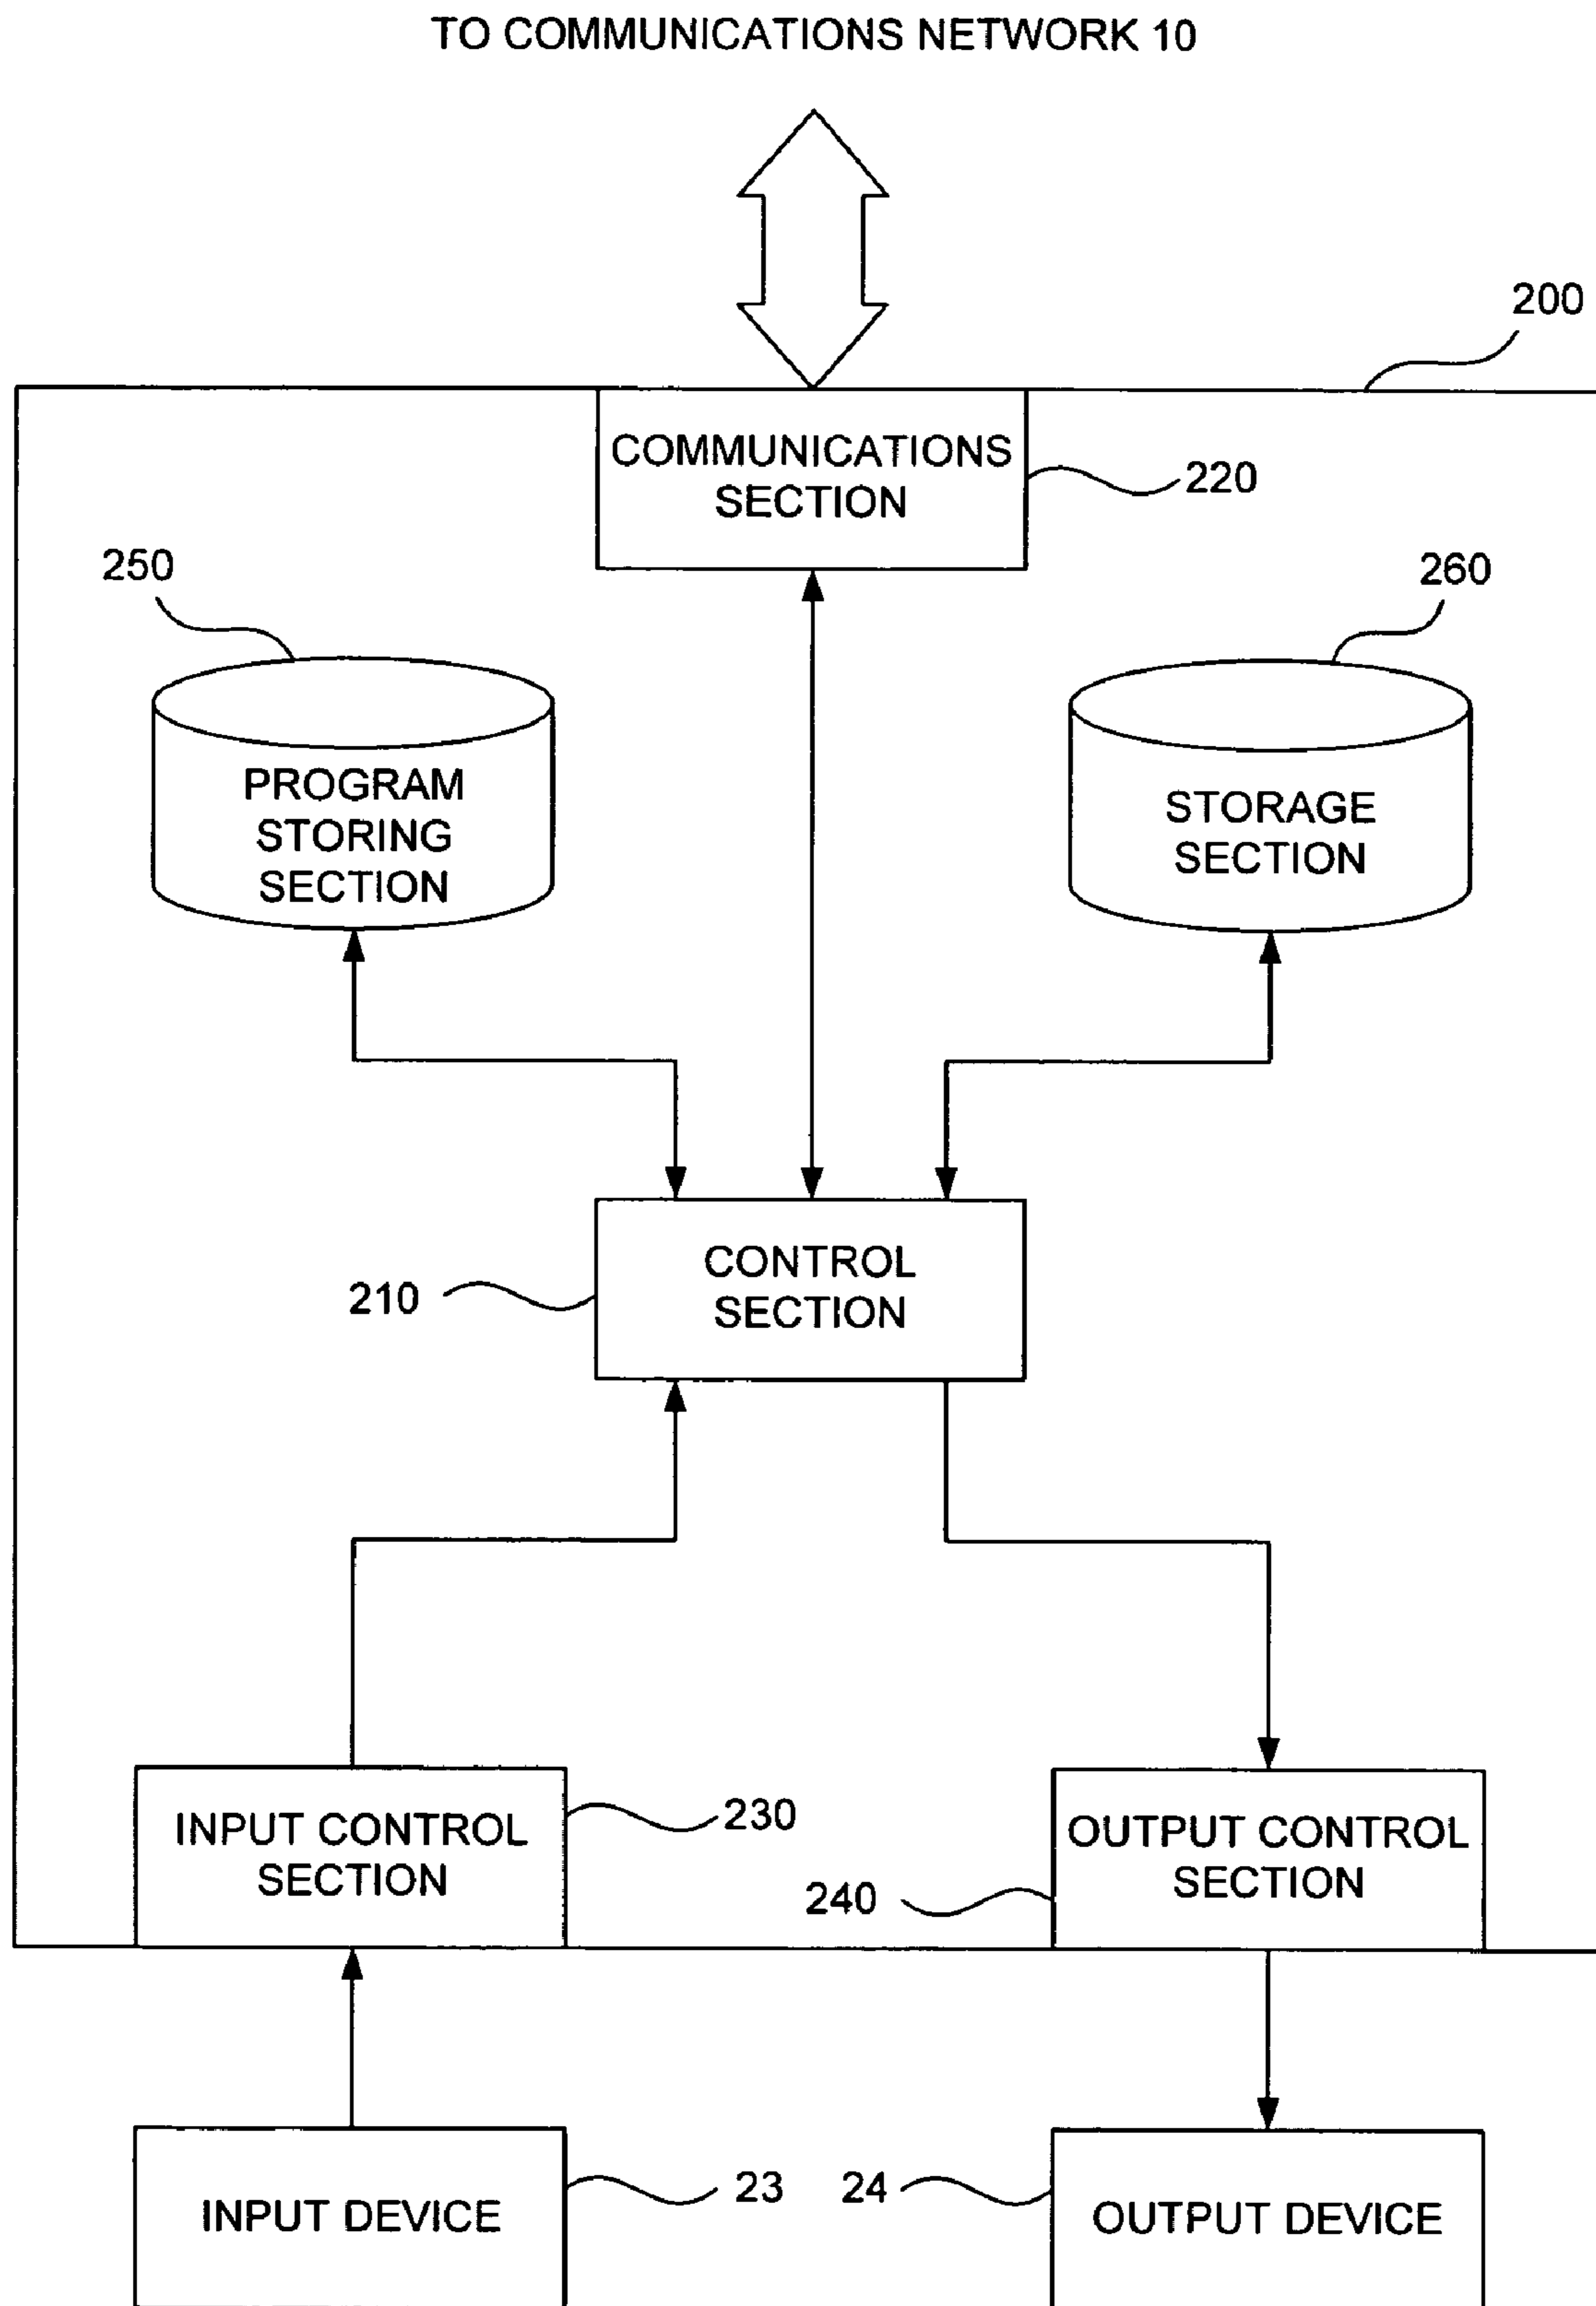 TO COMMUNICATIONS NETWORK 10
200
COMMUNICATIONS
SECTION
220
250
260
PROGRAM
STORING
SECTION
STORAGE
SECTION
CONTROL
SECTION
210
INPUT CONTROL
SECTION
230
OUTPUT CONTROL
SECTION
240
INPUT DEVICE
23
24
OUTPUT DEVICE